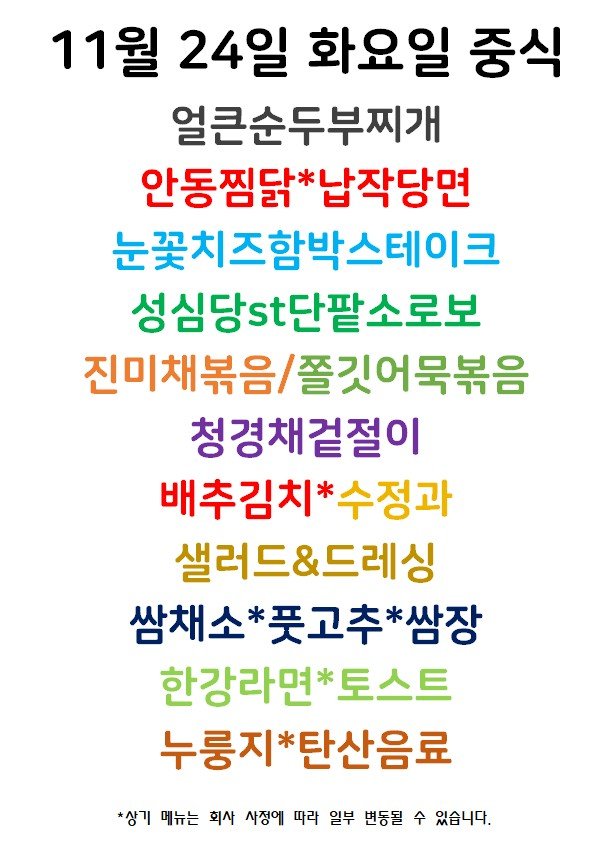 11월 24일 화요일 중식
얼큰순두부찌개
안동찜닭*납작당면
눈꽃치즈함박스테이크
성심당st단팥소로보
진미채볶음/쫄깃어묵볶음
청경채겉절이
배추김치*수정과
샐러드&드레싱
쌈채소*풋고추*쌈장
한강라면*토스트
누룽지*탄산음료
*상기 메뉴는 회사 사정에 따라 일부 변동될 수 있습니다.